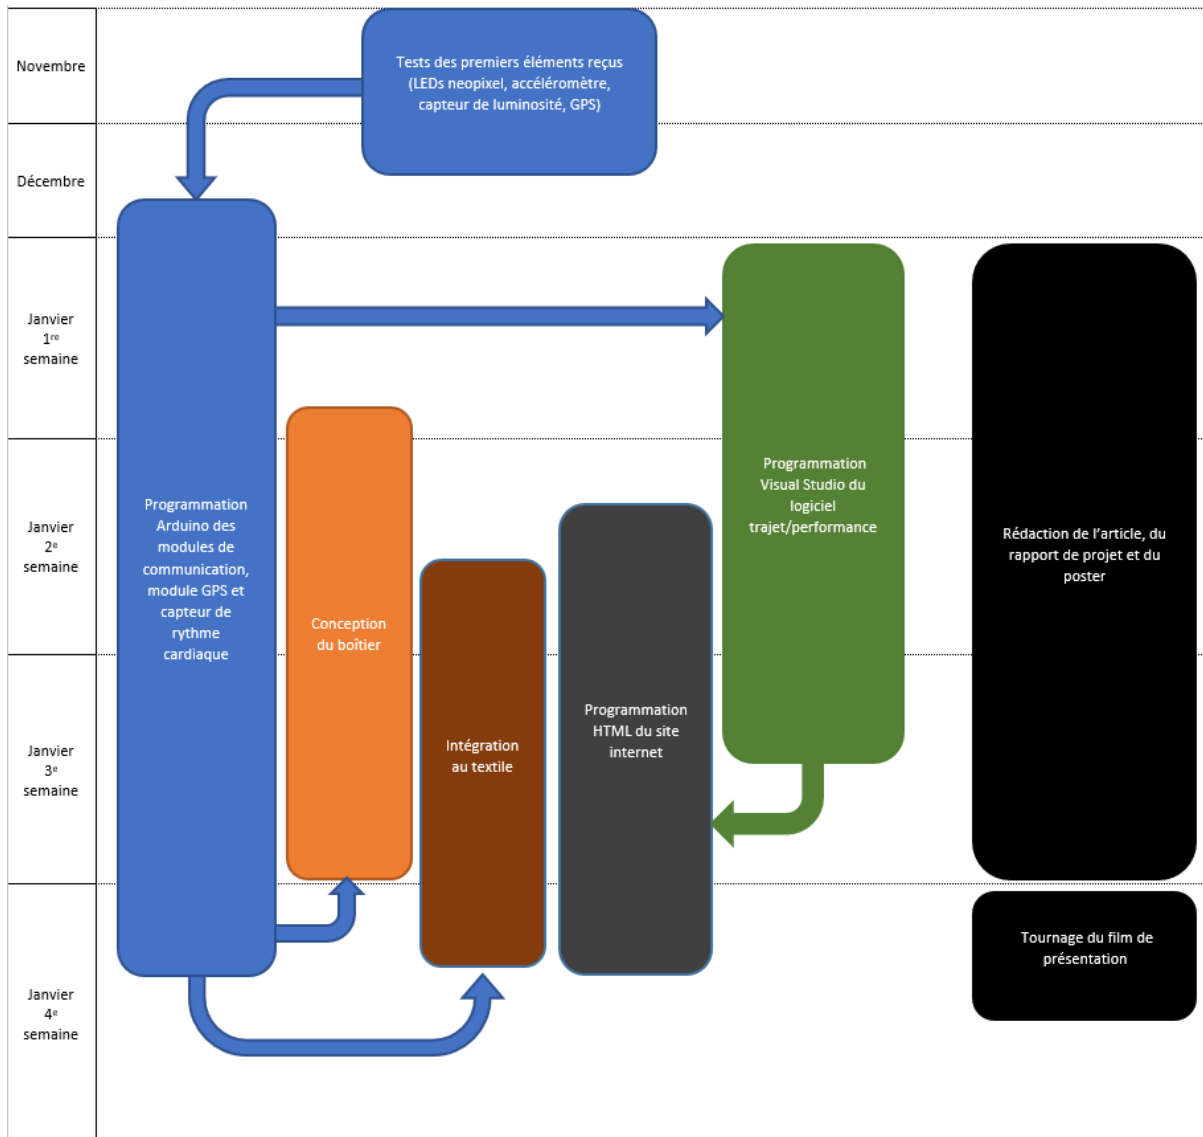 Novembre
Tests des premiers éléments reçus
(LEDs neopixel, accéléromètre,
capteur de luminosité, GPS)
Décembre
Janvier
1re
semaine
Janvier
2e
semaine
Janvier
3e
semaine
Janvier
4e
semaine
Programmation
Arduino des
modules de
communication,
module GPS et
capteur de
rythme
cardiaque
Conception
du boîtier
Intégration
au textile
Programmation
HTML du site
internet
Programmation
Visual Studio du
logiciel
trajet/performance
Rédaction de l’article, du
rapport de projet et du
poster
Tournage du film de
présentation